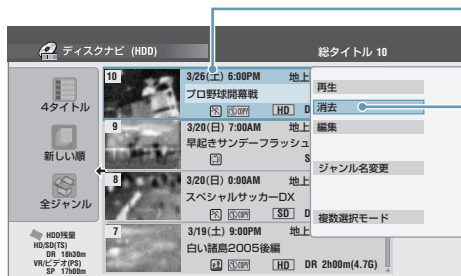 ディスクナビ (HDD)
総タイトル 10
4タイトル
新しい順
全ジャンル
HDD残量
HD/SD(TS)
DR 18h30m
VR/ビデオ(PS)
SP 17h00m
10
3/26(土) 6:00PM 地上
プロ野球開幕戦
HD D
9
3/20(日) 7:00AM 地上
早起きサンデーフラッシュ
S
8
3/20(日) 0:00AM 地上
スペシャルサッカーDX
SD D
7
3/19(土) 9:00PM 地上
白い諸島2005後編
HD DR 2h00m(4.7G)
再生
消去
編集
ジャンル名変更
複数選択モード